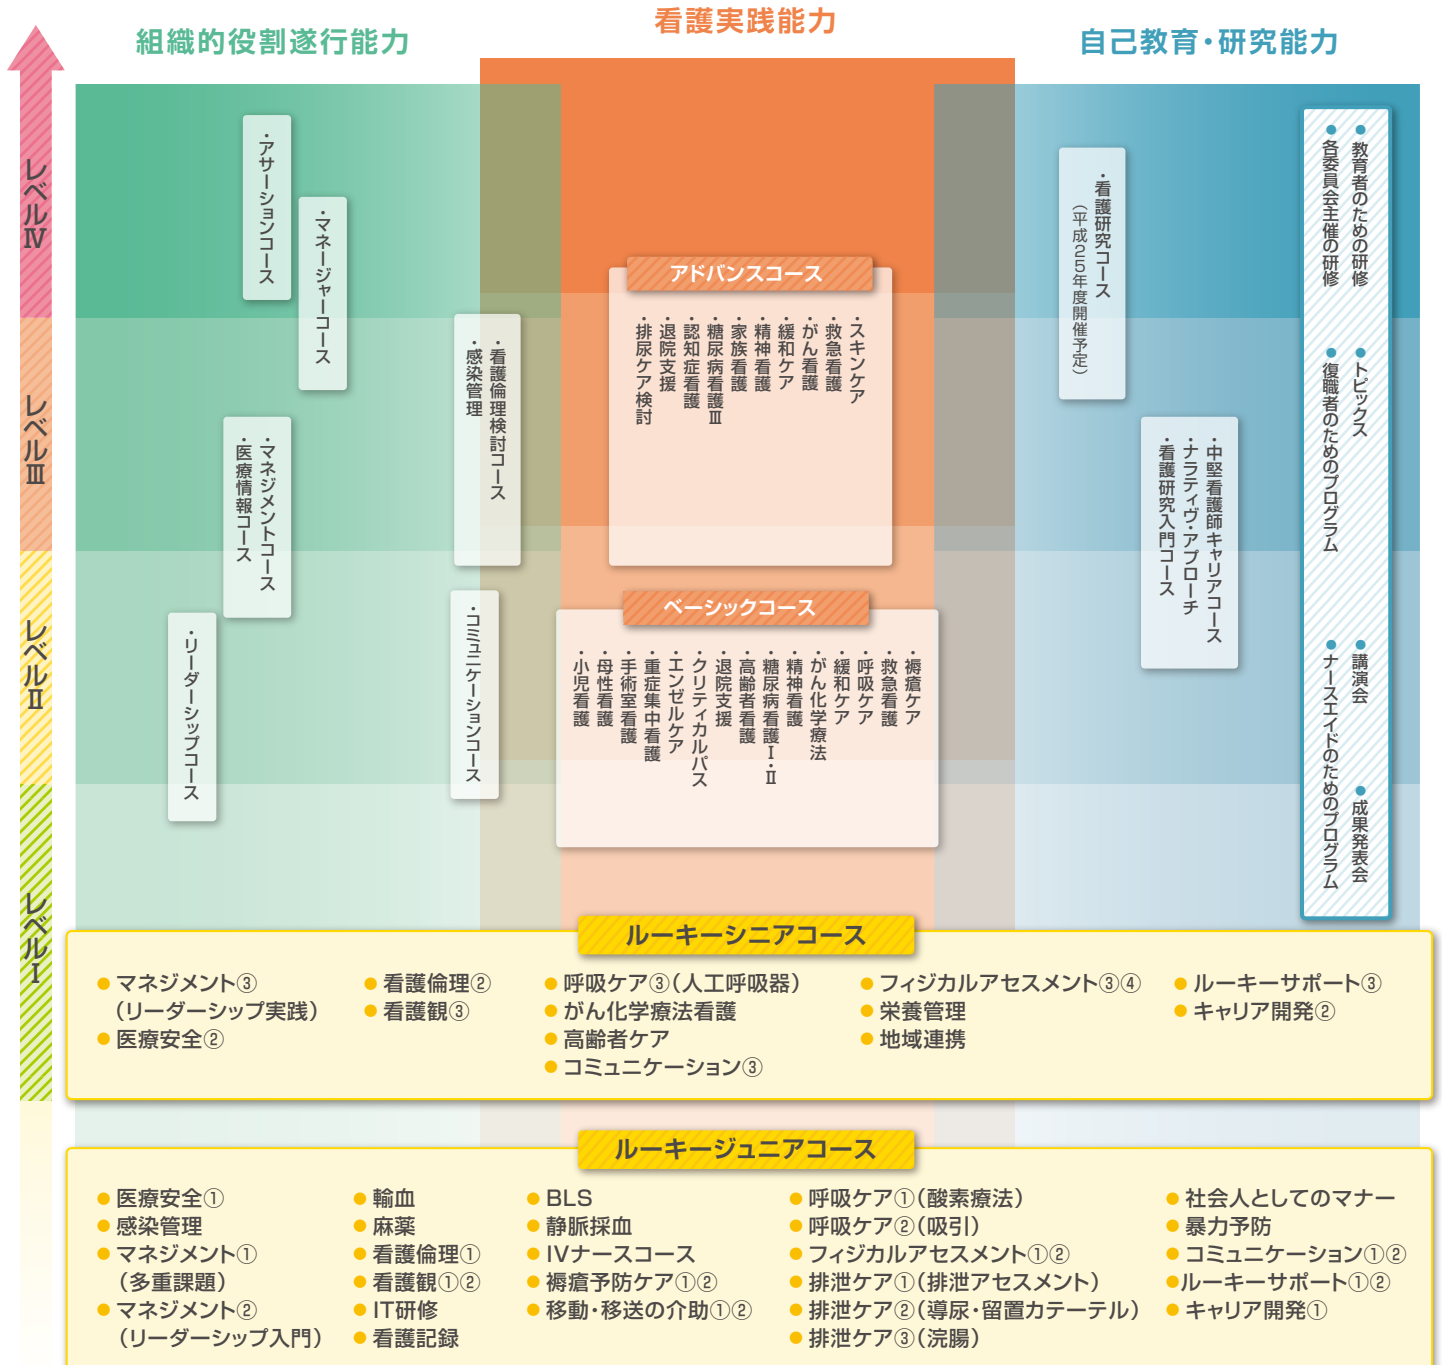 組織的役割遂行能力
看護実践能力
自己教育・研究能力
レベルⅣ
レベルⅢ
レベルⅡ
レベルⅠ
・アサーションコース
・マネージャーコース
・看護倫理検討コース
・感染管理
・マネジメントコース
・医療情報コース
・コミュニケーションコース
・リーダーシップコース
アドバンスコース
・スキンケア
・救急看護
・がん看護
・緩和ケア
・精神看護
・家族看護
・糖尿病看護Ⅲ
・認知症看護
・退院支援
・排尿ケア検討
ベーシックコース
・褥瘡ケア
・救急看護
・呼吸ケア
・緩和ケア
・がん化学療法
・精神看護
・糖尿病看護Ⅰ・Ⅱ
・高齢者看護
・退院支援
・クリティカルパス
・エンゼルケア
・重症集中看護
・手術室看護
・母性看護
・小児看護
・看護研究コース
（平成25年度開催予定）
・中堅看護師キャリアコース
・ナラティヴ・アプローチ
・看護研究入門コース
● 教育者のための研修
● トピックス
● 講演会
● 成果発表会
● 各委員会主催の研修
● 復職者のためのプログラム
● ナースエイドのためのプログラム
ルーキーシニアコース
● マネジメント③
（リーダーシップ実践）
● 医療安全②
● 看護倫理②
● 看護観③
● 呼吸ケア③（人工呼吸器）
● がん化学療法看護
● 高齢者ケア
● コミュニケーション③
● フィジカルアセスメント③④
● 栄養管理
● 地域連携
● ルーキーサポート③
● キャリア開発②
ルーキージュニアコース
● 医療安全①
● 感染管理
● マネジメント①
（多重課題）
● マネジメント②
（リーダーシップ入門）
● 輸血
● 麻薬
● 看護倫理①
● 看護観①②
● IT研修
● 看護記録
● BLS
● 静脈採血
● IVナースコース
● 褥瘡予防ケア①②
● 移動・移送の介助①②
● 呼吸ケア①（酸素療法）
● 呼吸ケア②（吸引）
● フィジカルアセスメント①②
● 排泄ケア①（排泄アセスメント）
● 排泄ケア②（導尿・留置カテーテル）
● 排泄ケア③（浣腸）
● 社会人としてのマナー
● 暴力予防
● コミュニケーション①②
●ルーキーサポート①②
● キャリア開発①